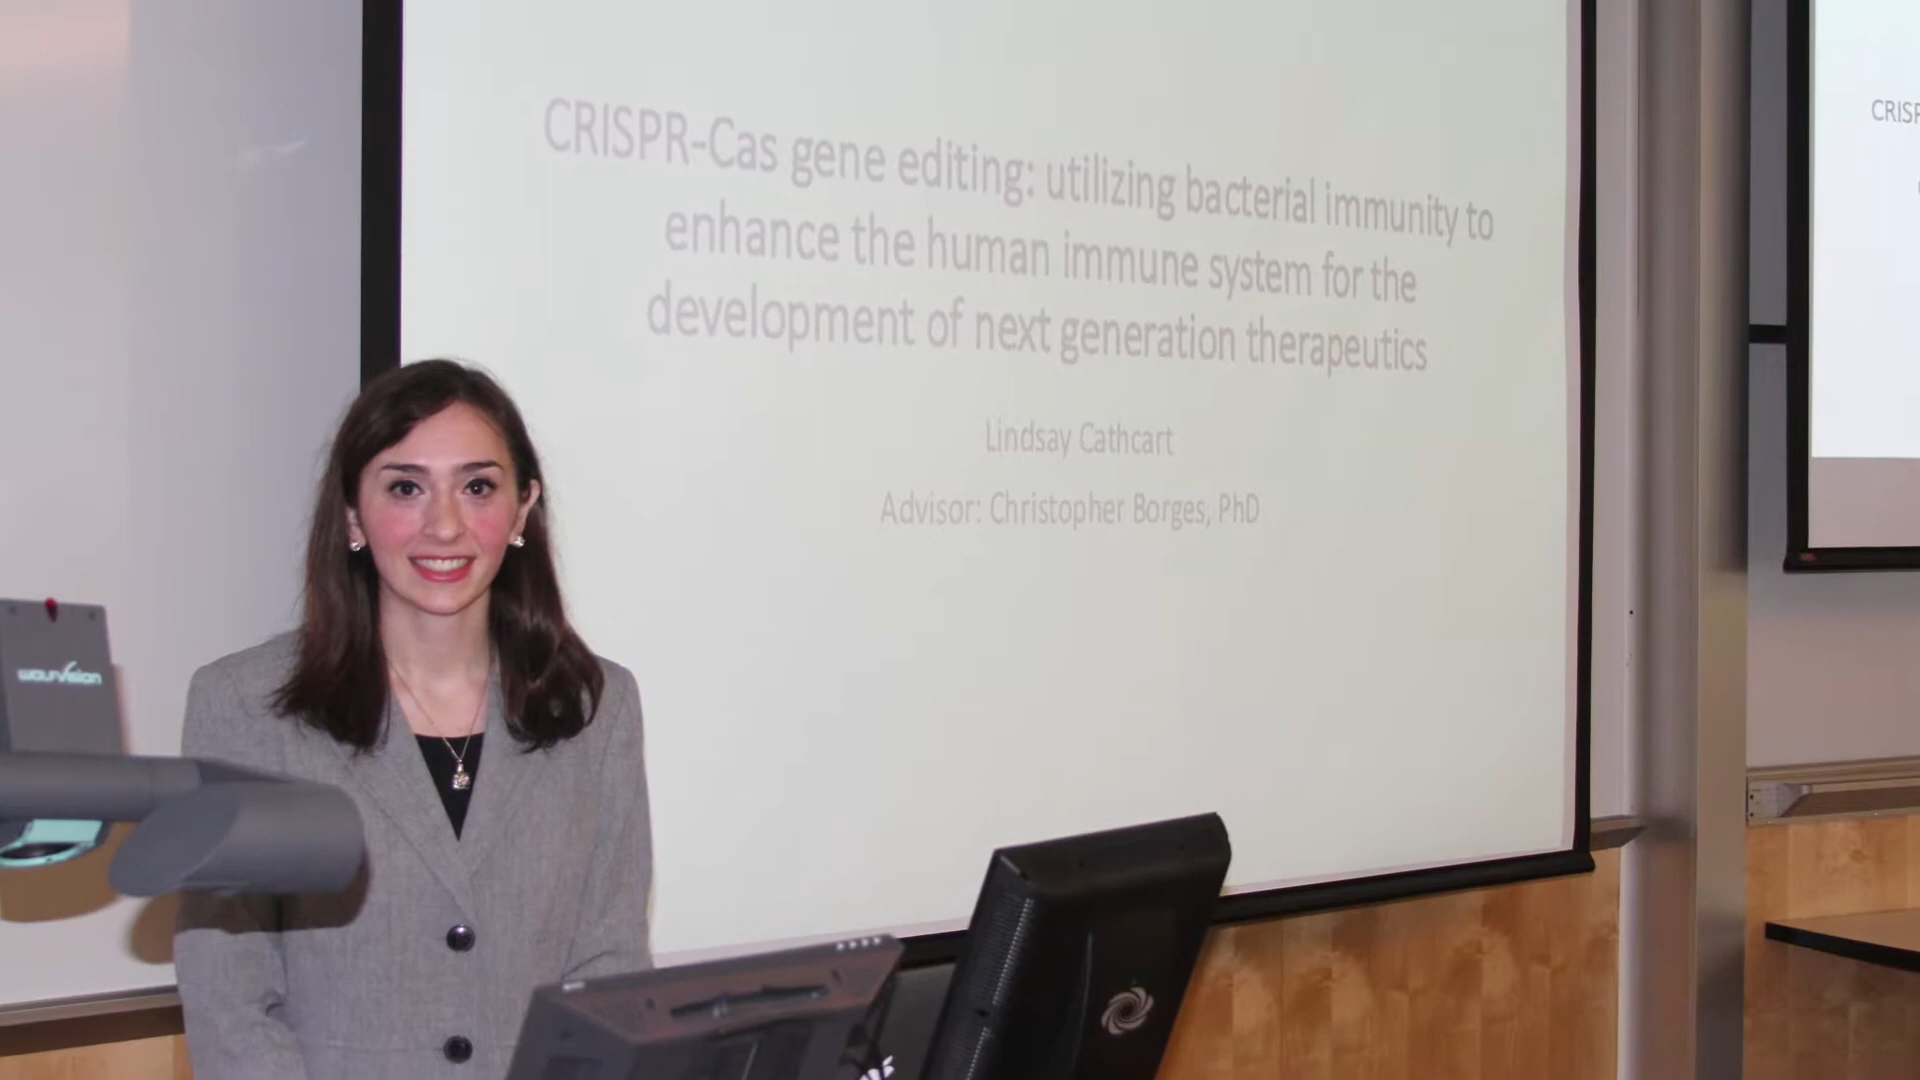 CRISPR-Cas gene editing: utilizing bacterial immunity to
enhance the human immune system for the
development of next generation therapeutics
Lindsay Cathcart
Advisor: Christopher Borges, PhD
wolfvision
CRISP